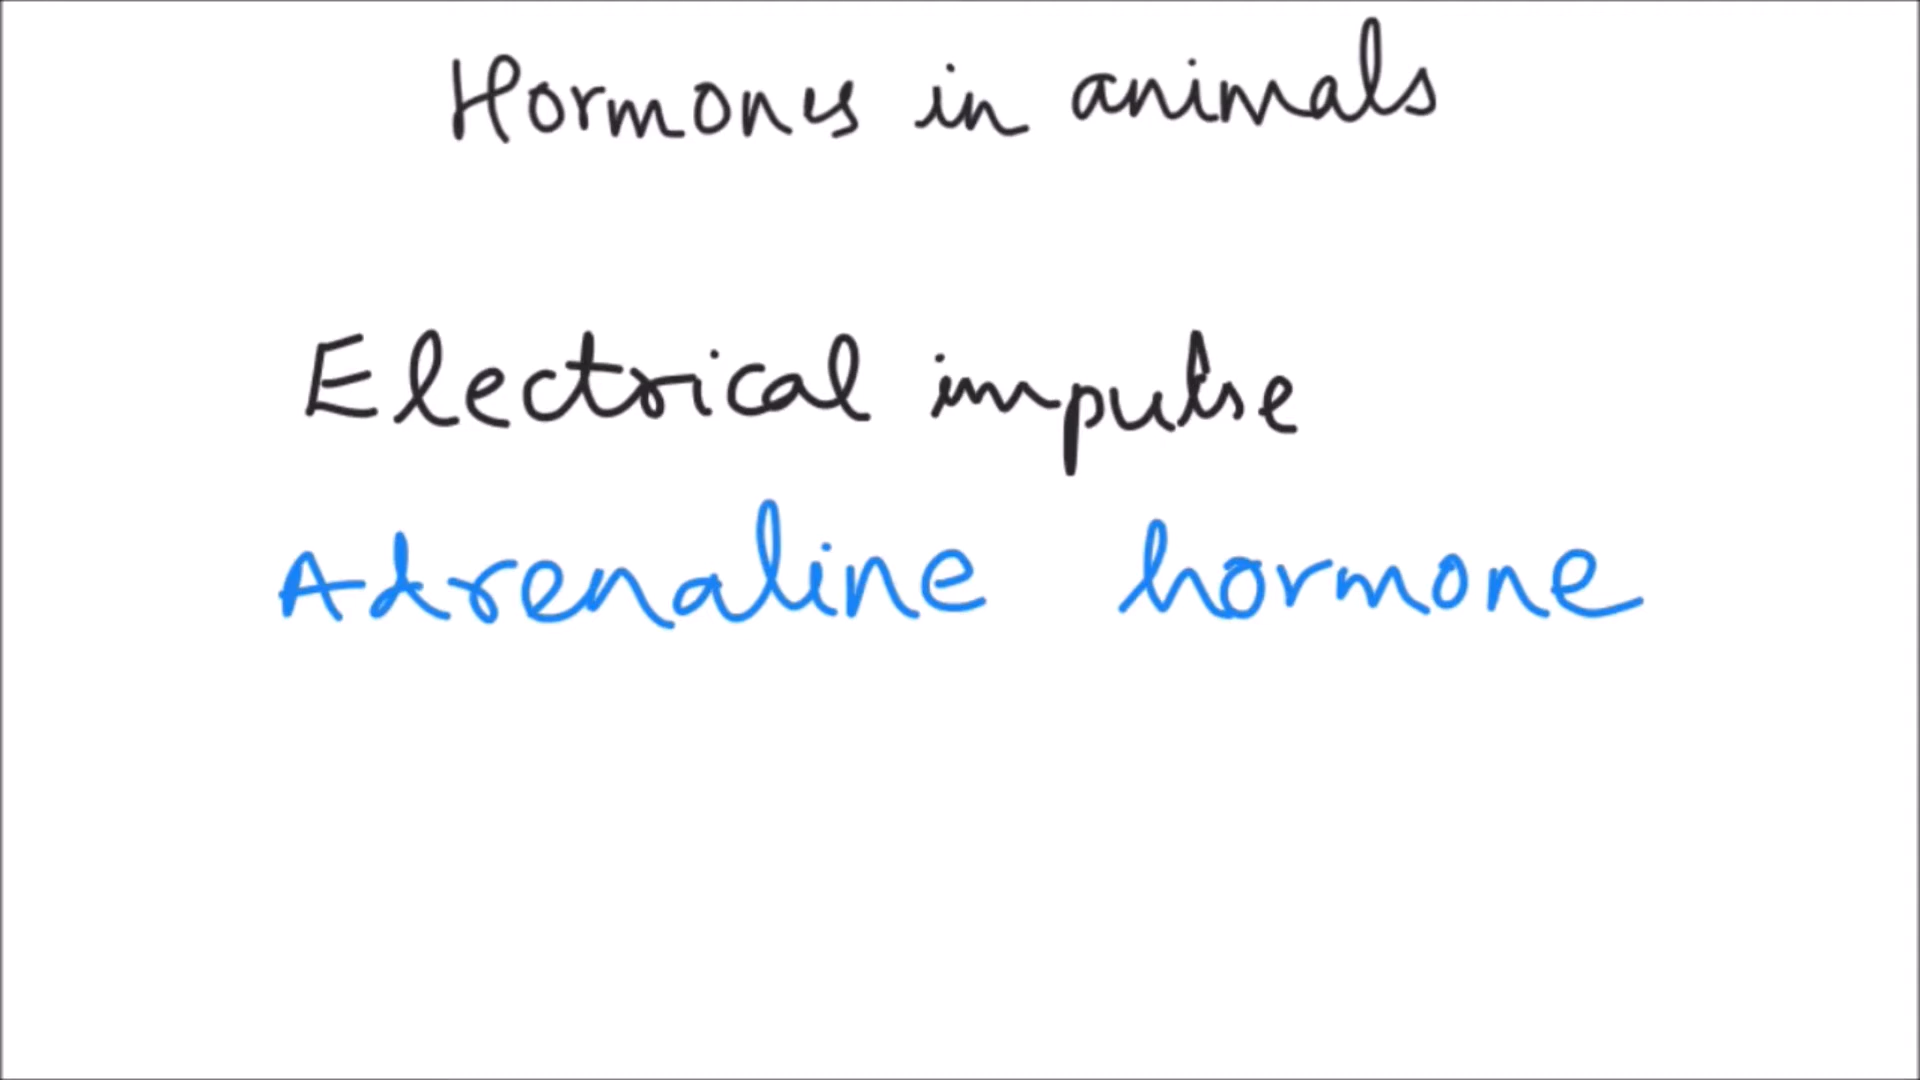 Hormones in animals
Electrical impulse
Adrenaline hormone